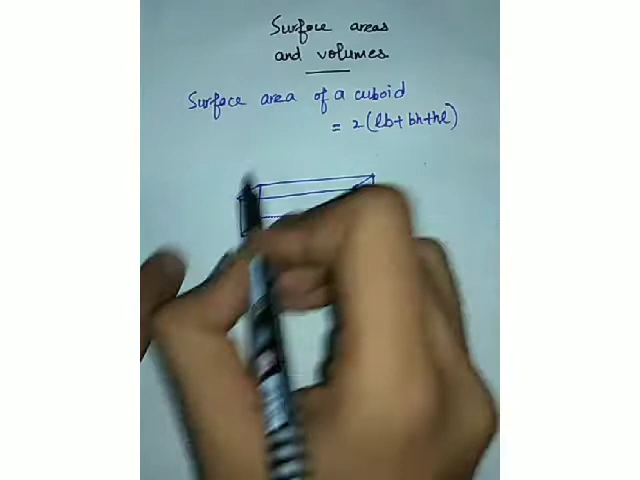 Surface areas
and volumes
Surface area of a cuboid
= 2(lb+bh+hl)